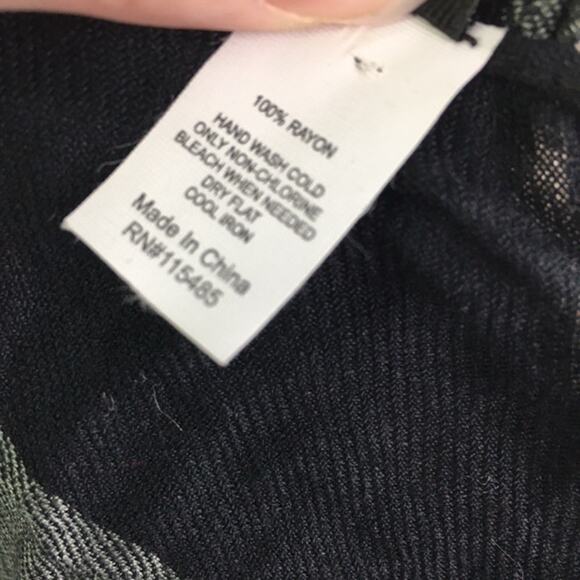 100% RAYON
HAND WASH COLD
ONLY NON-CHLORINE
BLEACH WHEN NEEDED
DRY FLAT
COOL IRON
Made In China
RN#115485